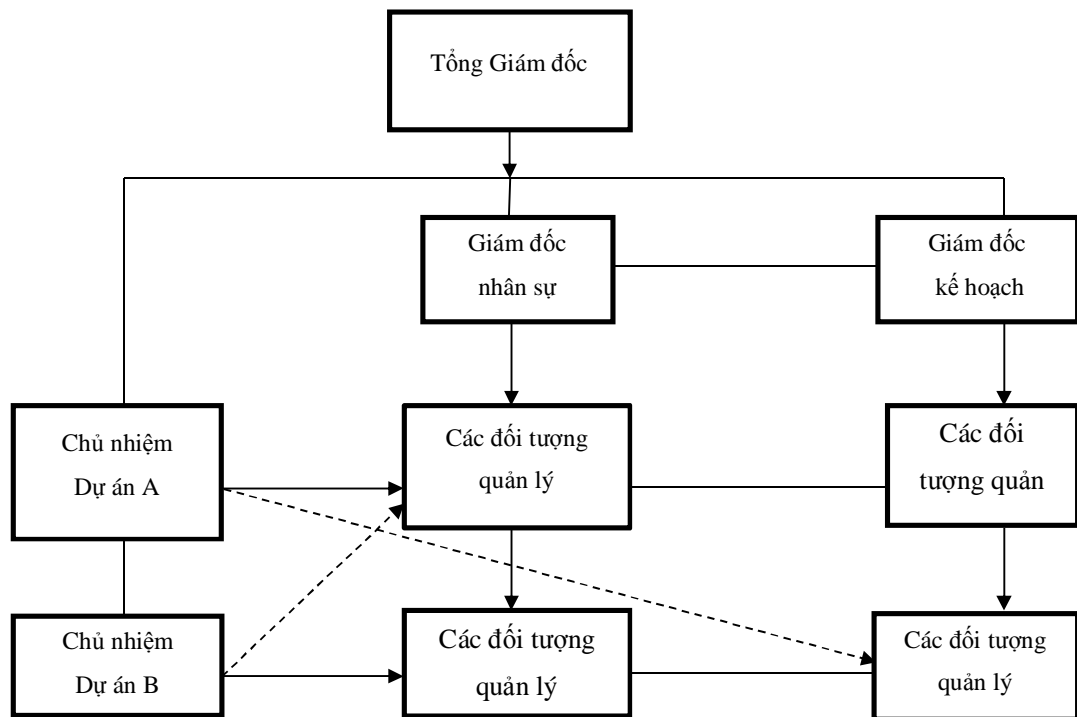 Tổng Giám đốc
Giám đốc
nhân sự
Giám đốc
kế hoạch
Chủ nhiệm
Dự án A
Các đối tượng
quản lý
Các đối
tượng quản
Chủ nhiệm
Dự án B
Các đối tượng
quản lý
Các đối tượng
quản lý